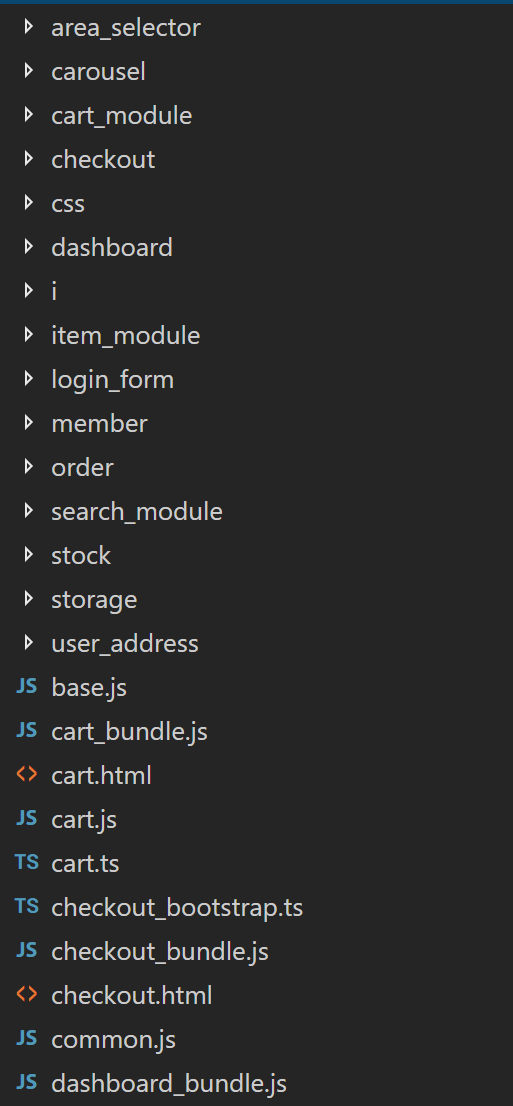 area_selector
carousel
cart_module
checkout
css
dashboard
i
item_module
login_form
member
order
search_module
stock
storage
user_address
JS base.js
JS cart_bundle.js
<> cart.html
JS cart.js
TS cart.ts
TS checkout_bootstrap.ts
JS checkout_bundle.js
<> checkout.html
JS common.js
JS dashboard_bundle.js